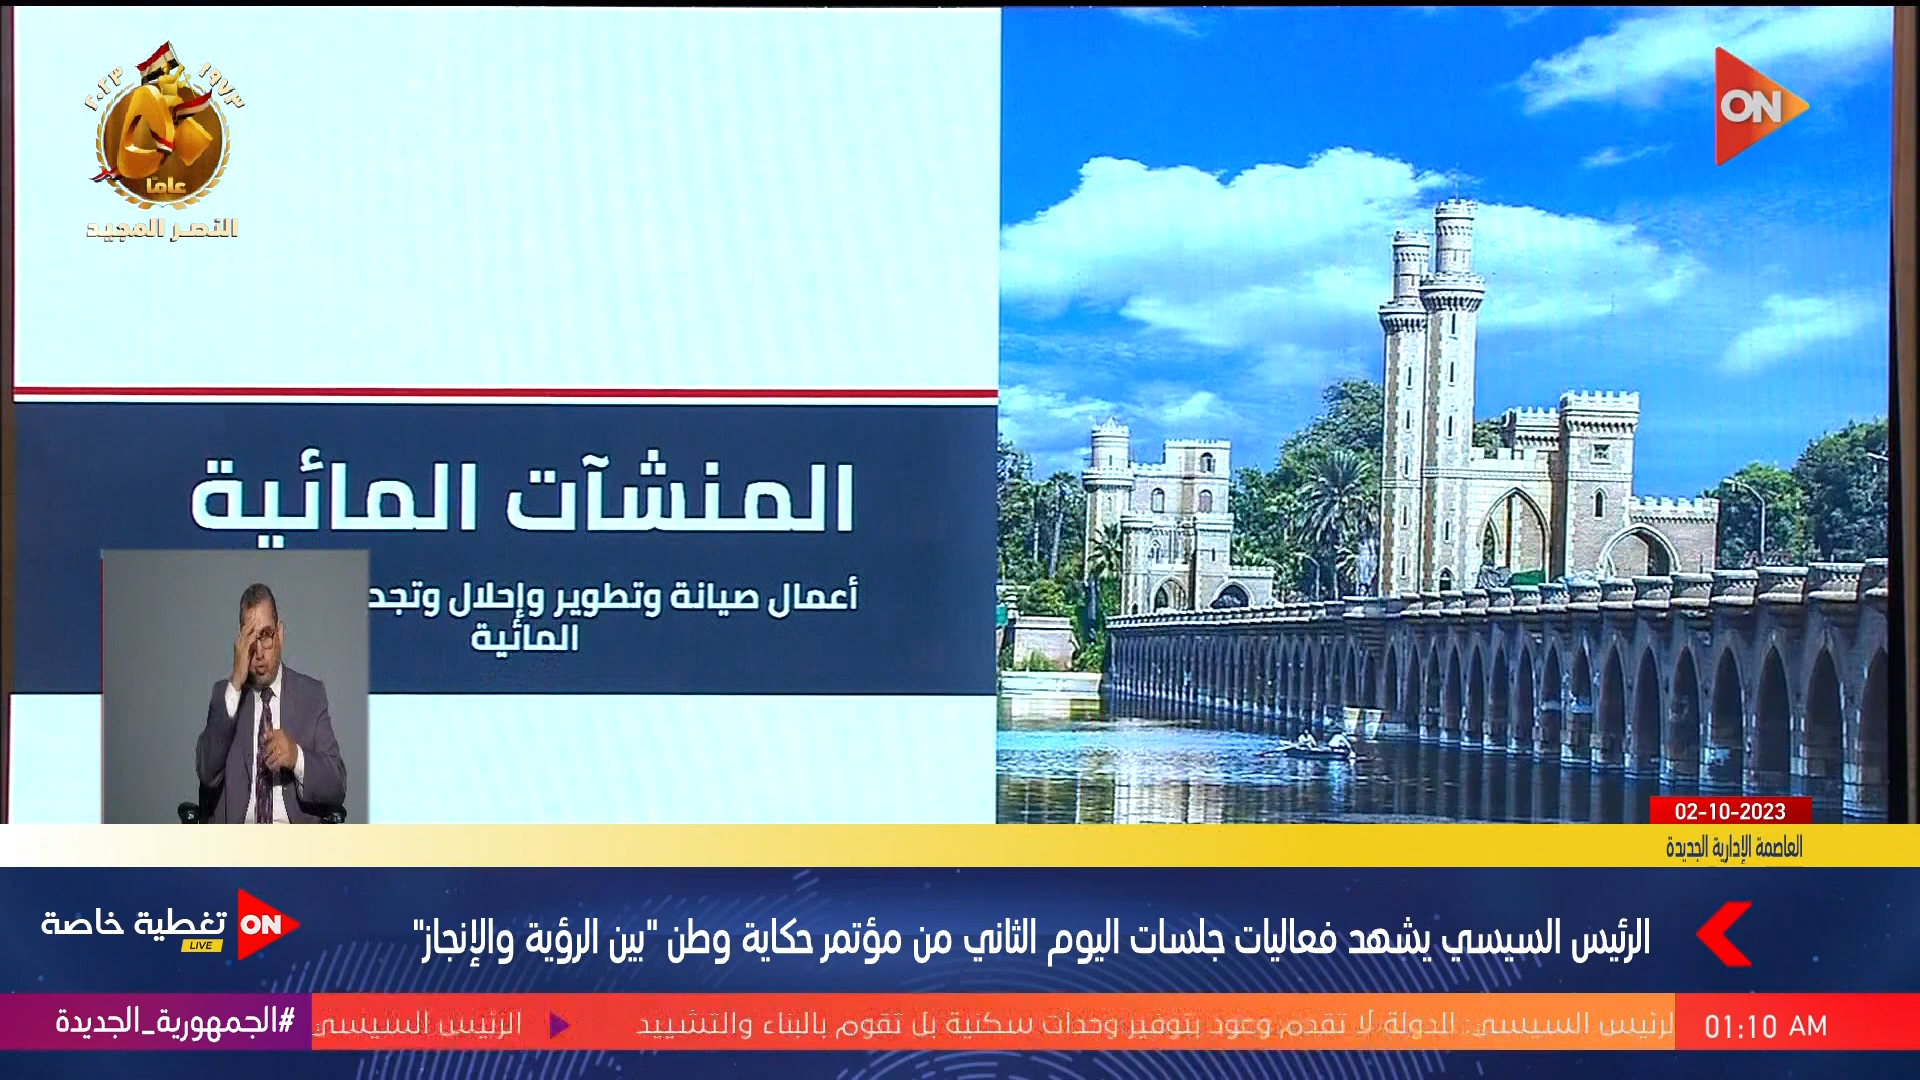 ١٩٧٣
٢٠٢٣
٥٠
عامًا
النصر المجيد
ON
المنشآت المائية
أعمال صيانة وتطوير وإحلال
المائية
02-10-2023
العاصمة الإدارية الجديدة
الرئيس السيسي يشهد فعاليات جلسات اليوم الثاني من مؤتمر حكاية وطن "بين الرؤية والإنجاز"
ON تغطية خاصة
LIVE
01:10 AM
الرئيس السيسي: الدولة لا تقدم وعود بتوفير وحدات سكنية بل تقوم بالبناء والتشييد
الرئيس السيسي
#الجمهورية_الجديدة